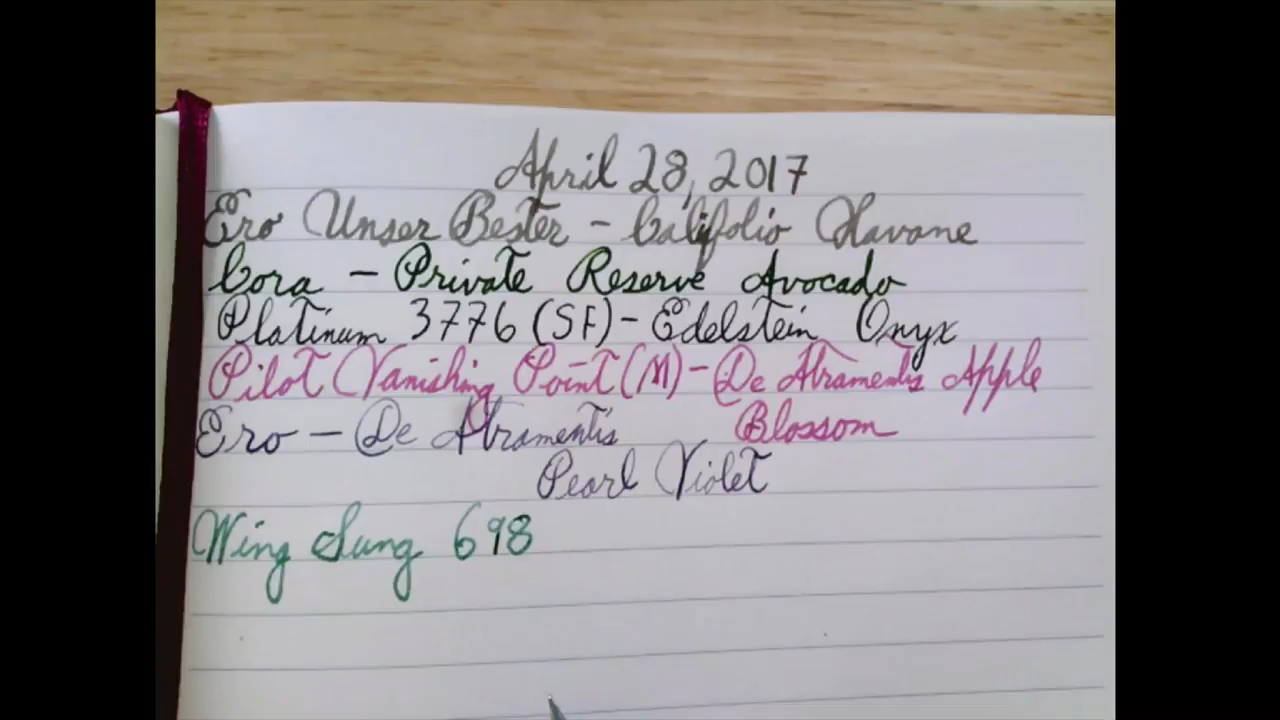 April 28, 2017
Ero Unser Bester - Califolio Havane
Cora - Private Reserve Avocado
Platinum 3776 (SF) - Edelstein Onyx
Pilot Vanishing Point (M) - De Atramentis Apple
Blossom
Ero - De Atramentis
Pearl Violet
Wing Sung 698